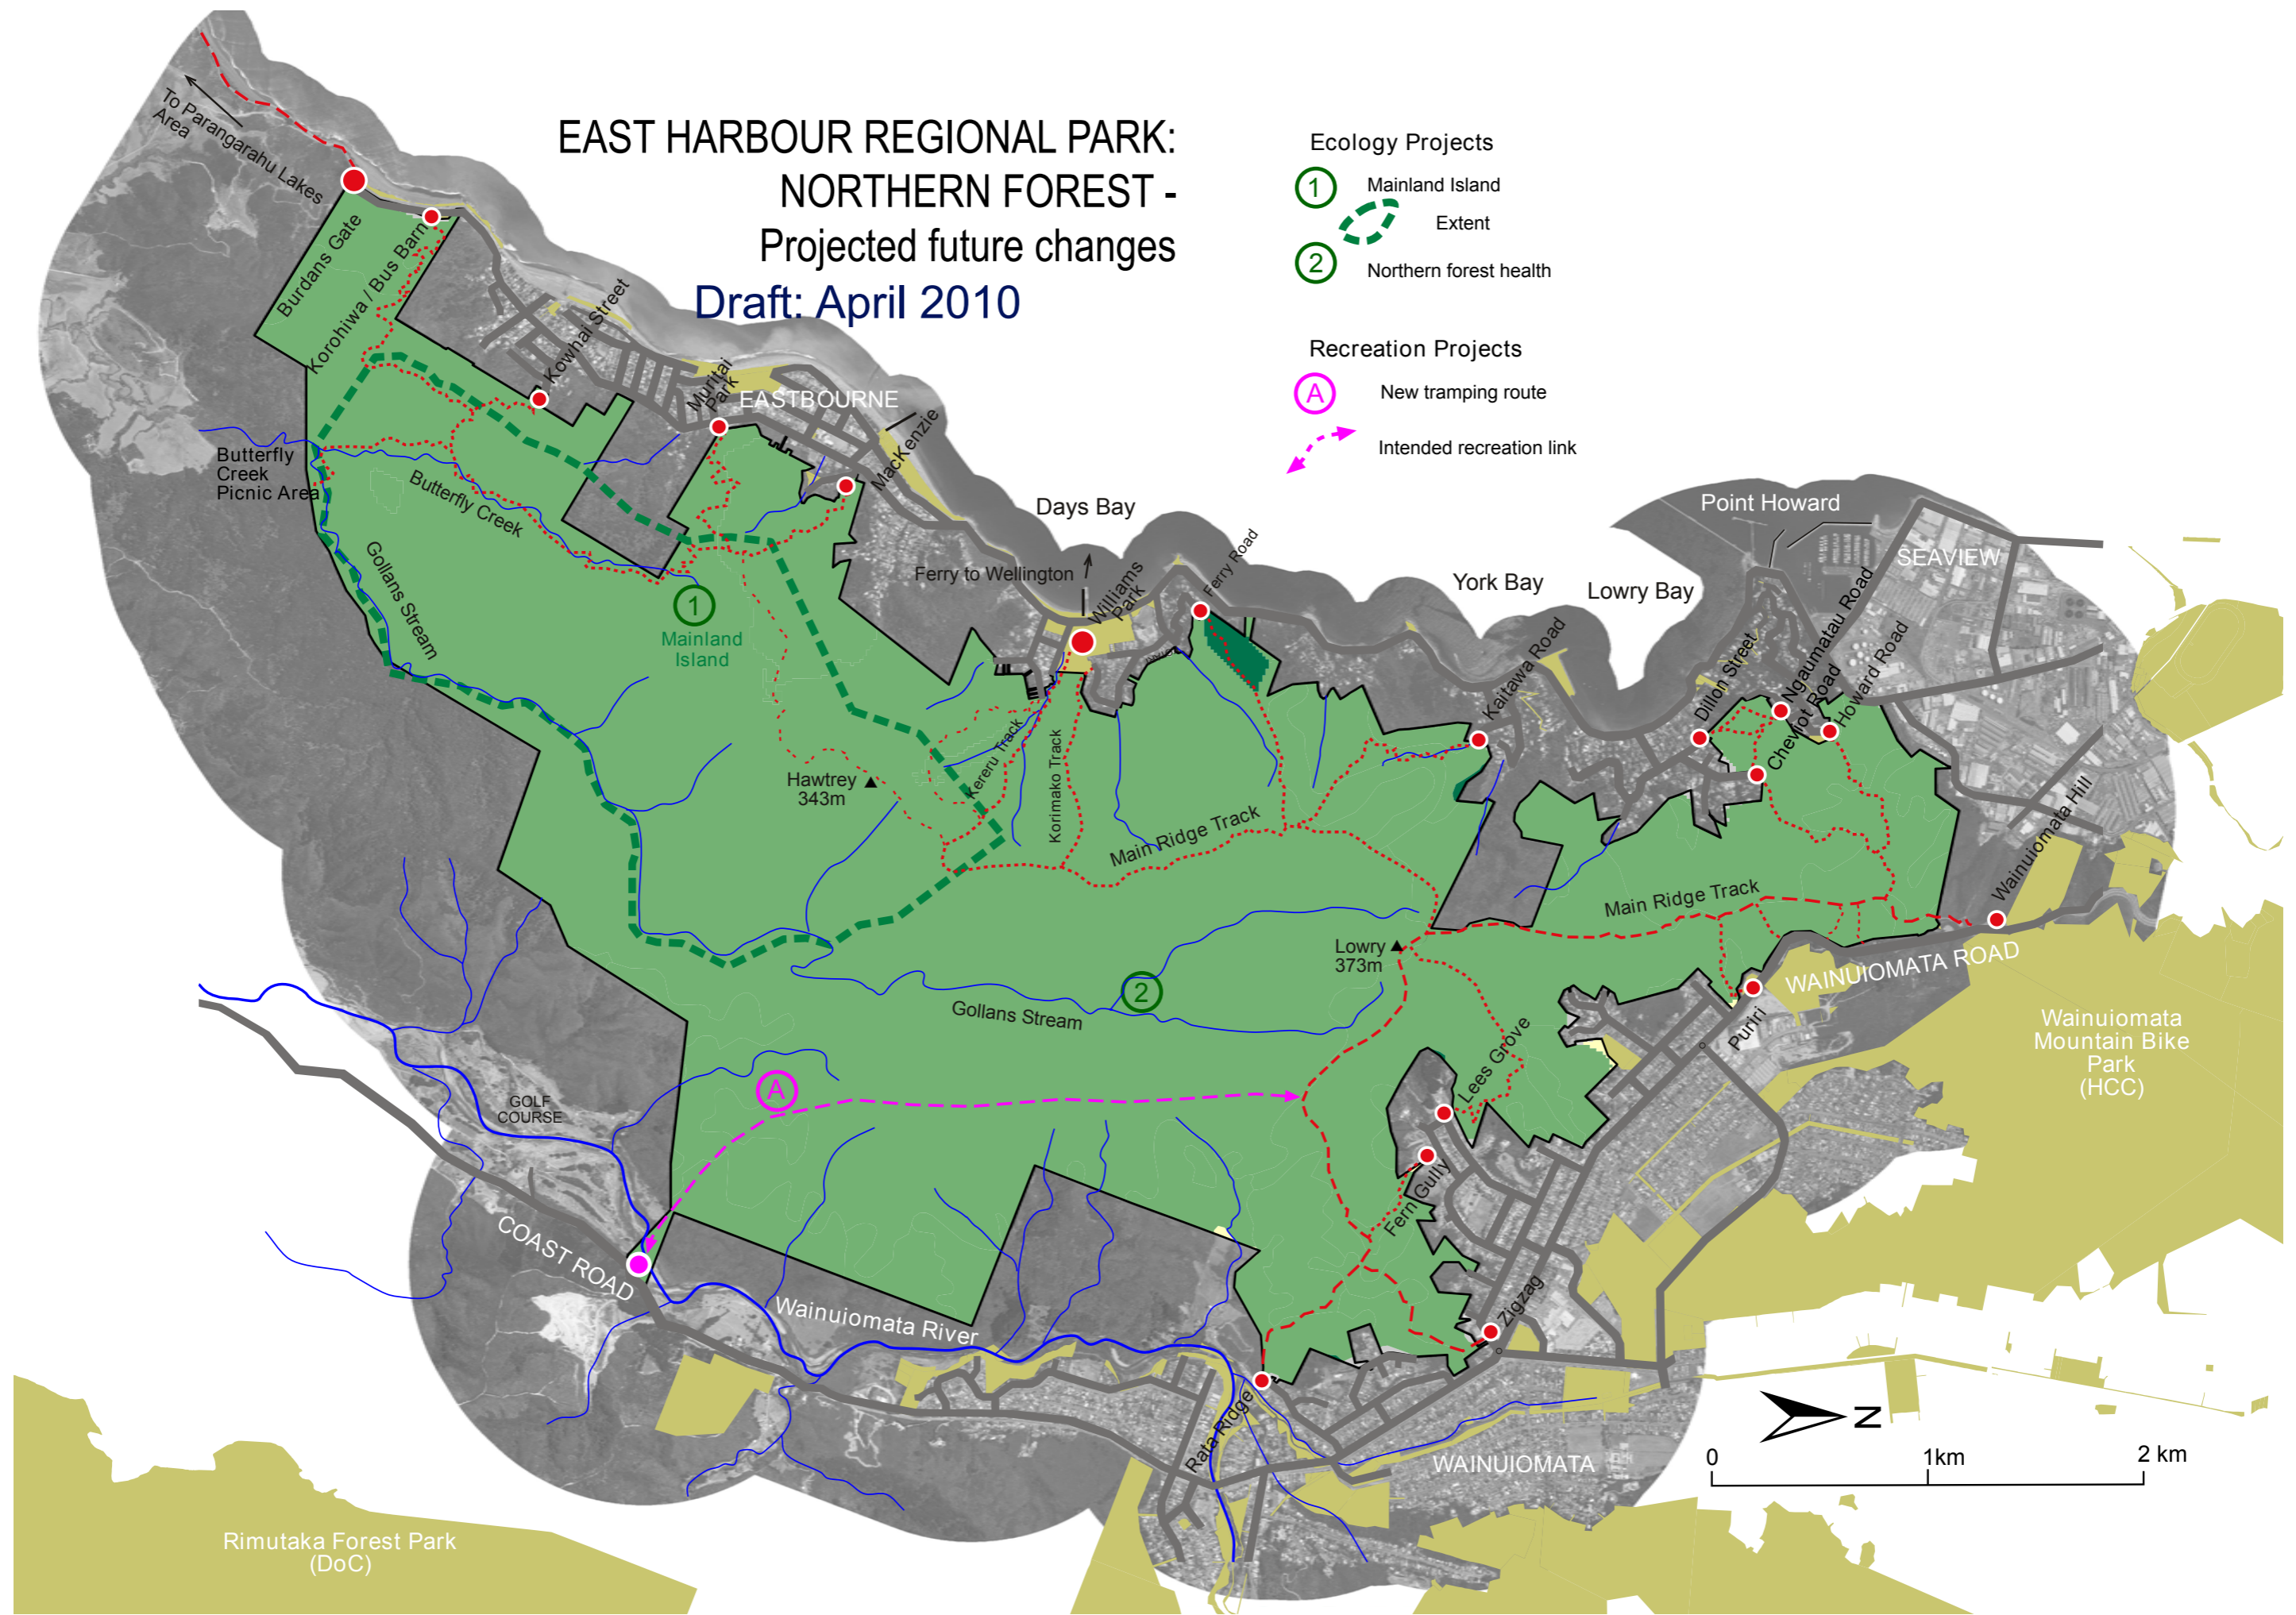 EAST HARBOUR REGIONAL PARK:
NORTHERN FOREST -
Projected future changes
Draft: April 2010
Ecology Projects
1
Mainland Island
Extent
2
Northern forest health
Recreation Projects
A
New tramping route
Intended recreation link
To Parangarahu Lakes
Area
Burdans Gate
Korohiwa / Bus Barn
Kowhai Street
Muritai
Park
EASTBOURNE
MacKenzie
Butterfly
Creek
Picnic Area
Butterfly Creek
Gollans Stream
1
Mainland
Island
Days Bay
Ferry to Wellington
Williams
Park
Ferry Road
York Bay
Lowry Bay
Point Howard
SEAVIEW
Kaitawa Road
Dillon Street
Ngaumatau Road
Cheviot Road
Howard Road
Wainuiomata Hill
Hawtrey
343m
Kereru Track
Korimako Track
Main Ridge Track
Main Ridge Track
Lowry
373m
WAINUIOMATA ROAD
Puriri
2
Gollans Stream
Lees Grove
Fern Gully
Zigzag
Wainuiomata
Mountain Bike
Park
(HCC)
A
GOLF
COURSE
COAST ROAD
Wainuiomata River
Rata Ridge
WAINUIOMATA
N
0
1km
2 km
Rimutaka Forest Park
(DoC)